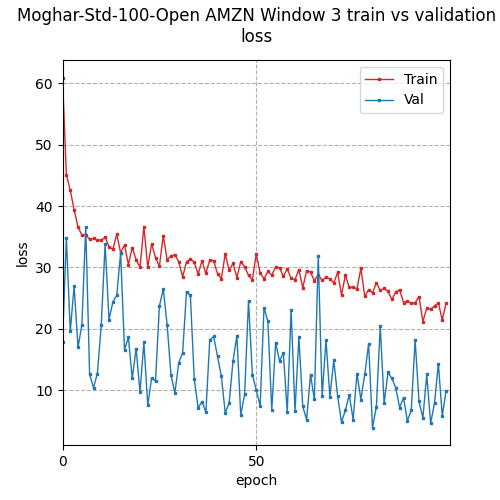 Moghar-Std-100-Open AMZN Window 3 train vs validation
loss
Train
Val
60
50
40
30
20
10
loss
0
50
epoch